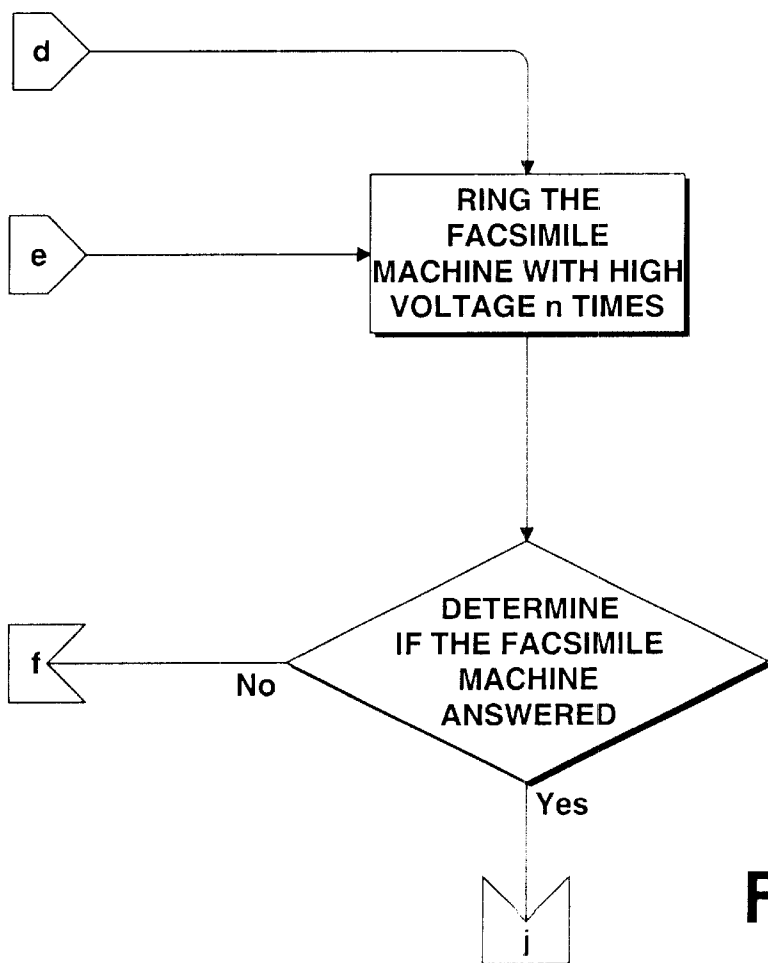 d
RING THE
FACSIMILE
MACHINE WITH HIGH
VOLTAGE n TIMES
e
DETERMINE
IF THE FACSIMILE
MACHINE
ANSWERED
f
No
Yes
F
j